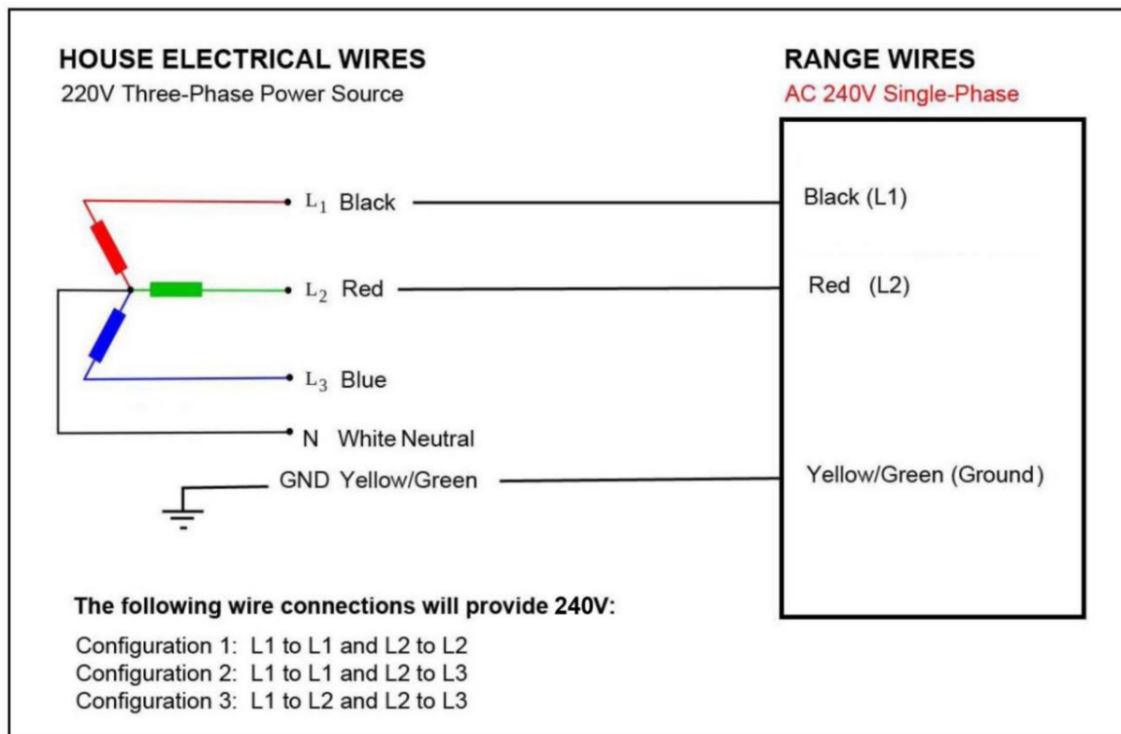 HOUSE ELECTRICAL WIRES
220V Three-Phase Power Source
RANGE WIRES
AC 240V Single-Phase
L1 Black
Black (L1)
L2 Red
Red (L2)
L3 Blue
N White Neutral
GND Yellow/Green
Yellow/Green (Ground)
The following wire connections will provide 240V:
Configuration 1: L1 to L1 and L2 to L2
Configuration 2: L1 to L1 and L2 to L3
Configuration 3: L1 to L2 and L2 to L3